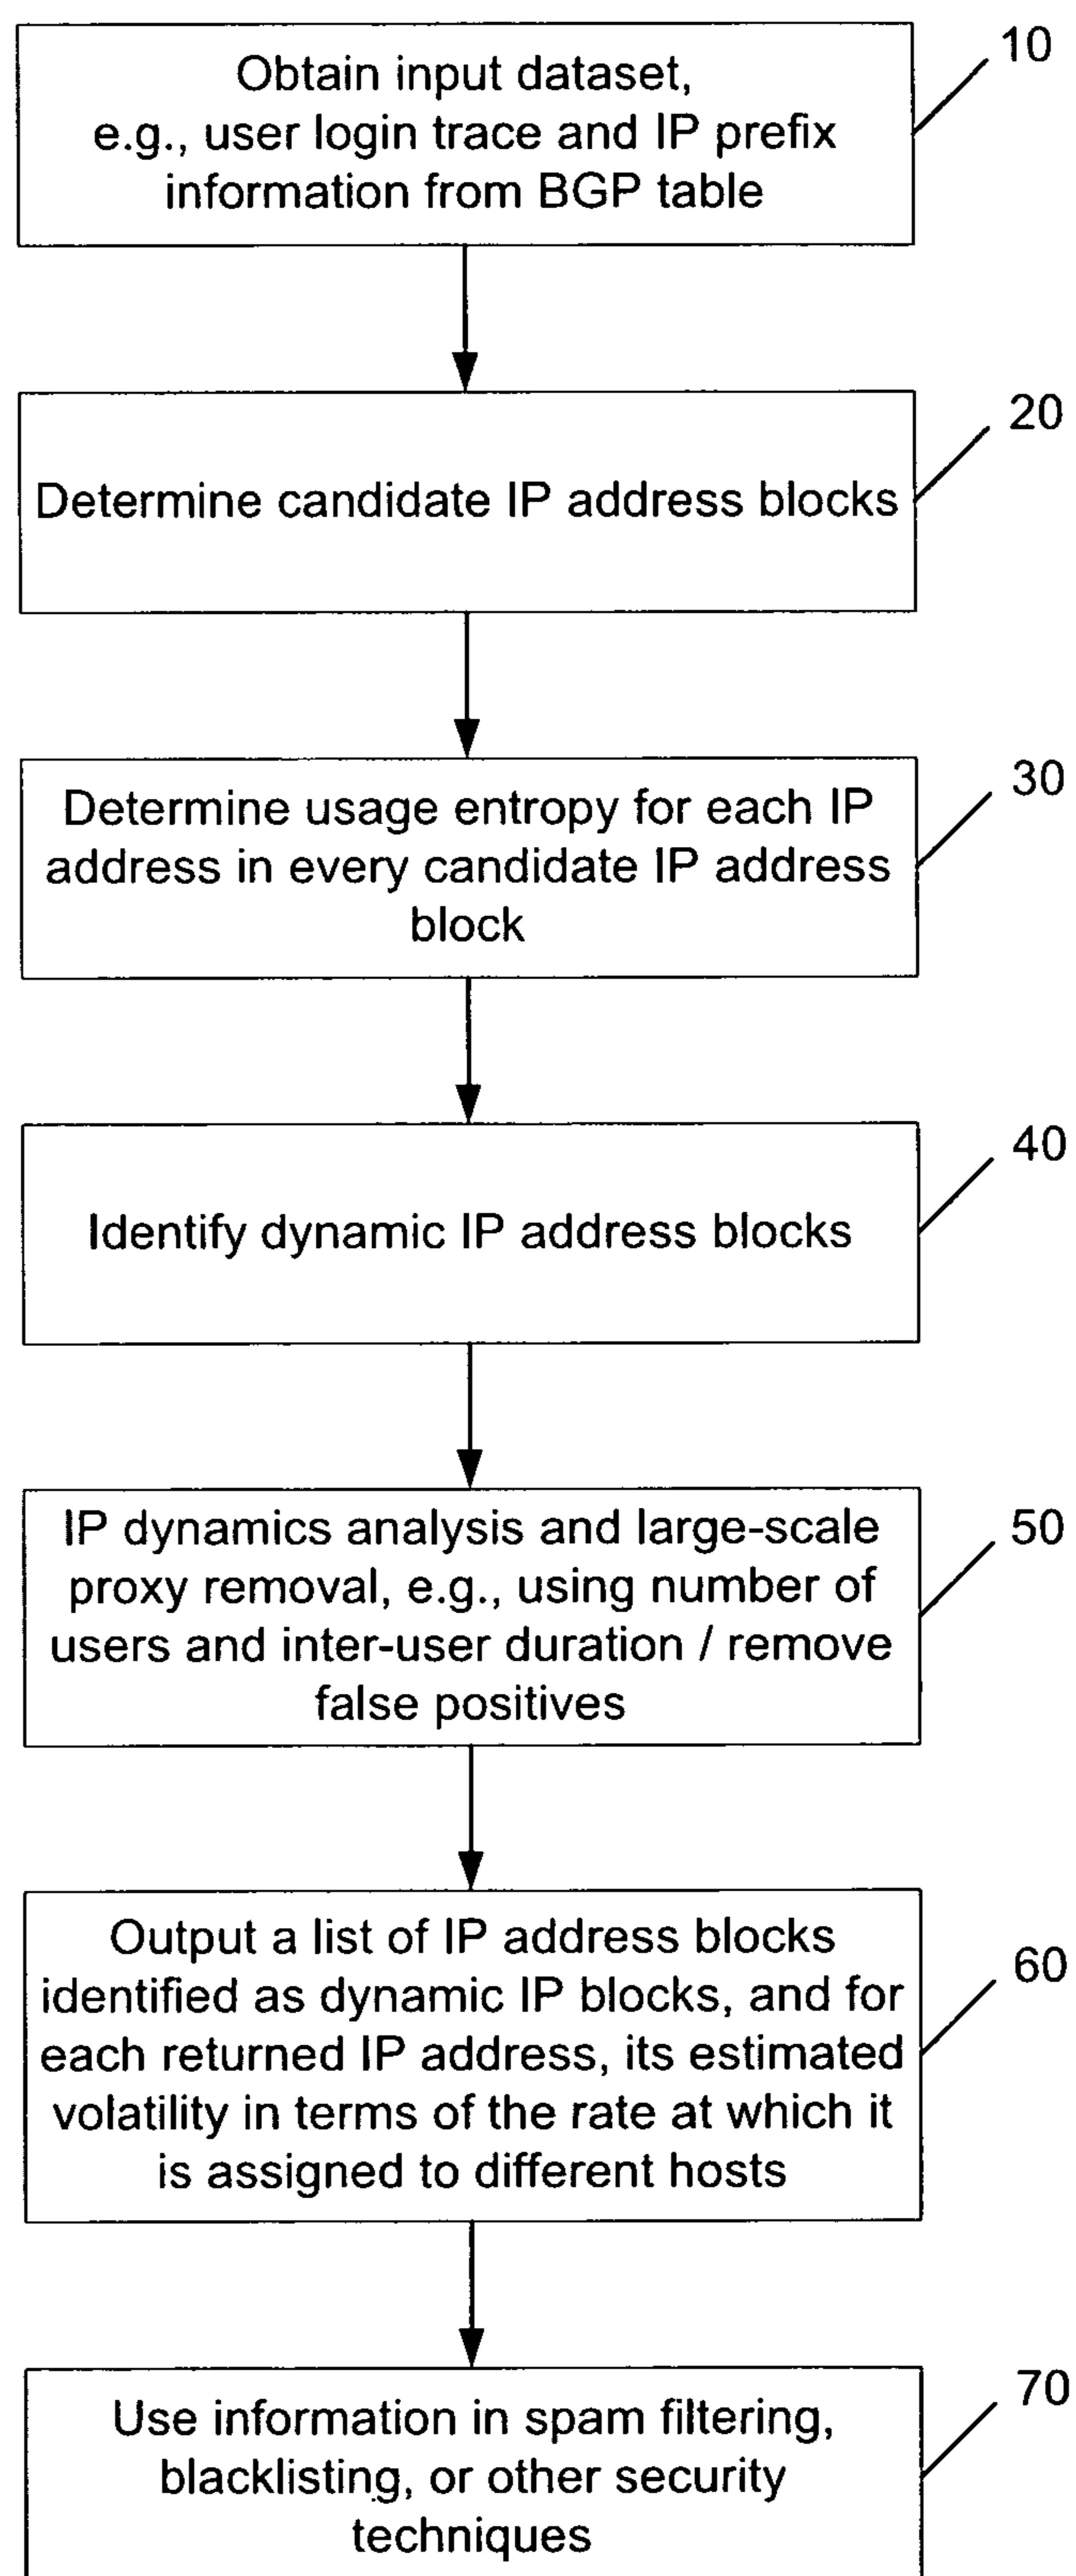 10
Obtain input dataset,
e.g., user login trace and IP prefix
information from BGP table
20
Determine candidate IP address blocks
30
Determine usage entropy for each IP
address in every candidate IP address
block
40
Identify dynamic IP address blocks
50
IP dynamics analysis and large-scale
proxy removal, e.g., using number of
users and inter-user duration / remove
false positives
60
Output a list of IP address blocks
identified as dynamic IP blocks, and for
each returned IP address, its estimated
volatility in terms of the rate at which it
is assigned to different hosts
70
Use information in spam filtering,
blacklisting, or other security
techniques